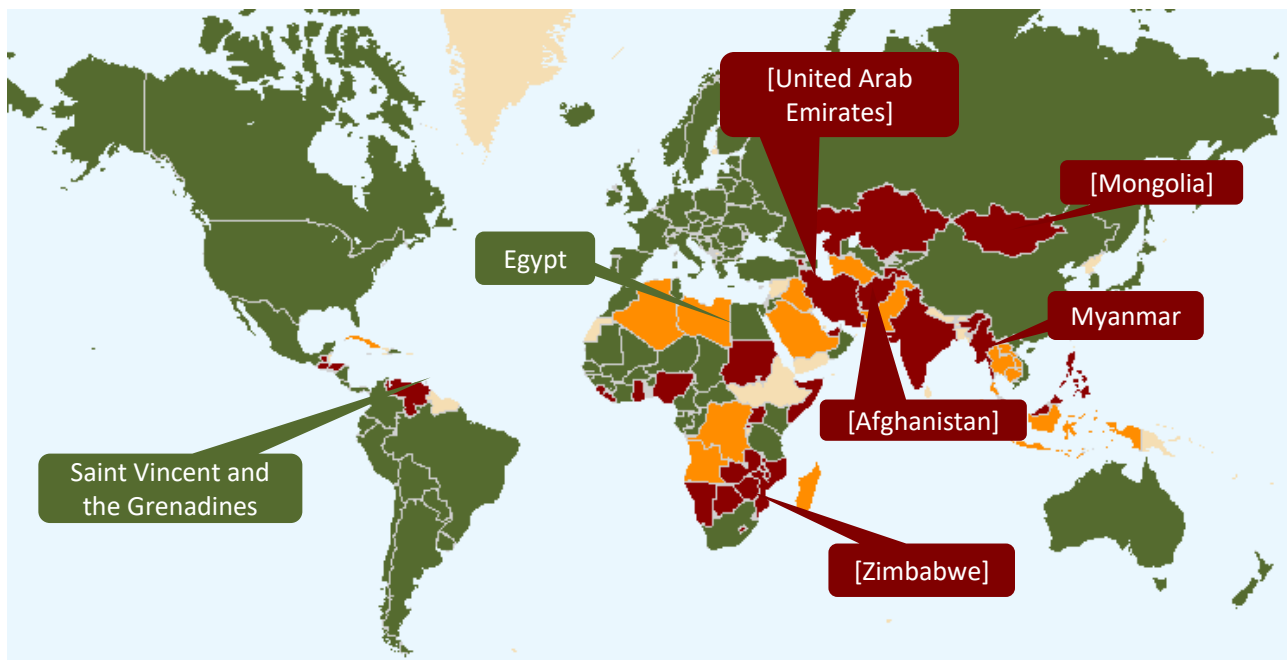 [United Arab
Emirates]
[Mongolia]
Egypt
Myanmar
[Afghanistan]
Saint Vincent and
the Grenadines
[Zimbabwe]